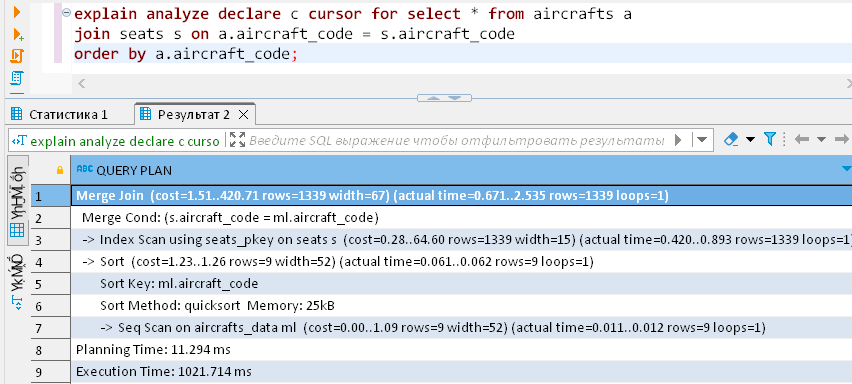 explain analyze declare c cursor for select * from aircrafts a
join seats s on a.aircraft_code = s.aircraft_code
order by a.aircraft_code;
Статистика 1 Результат 2
explain analyze declare c curso Введите SQL выражение чтобы отфильтровать результаты
ABC QUERY PLAN
1 Merge Join (cost=1.51..420.71 rows=1339 width=67) (actual time=0.671..2.535 rows=1339 loops=1)
2 Merge Cond: (s.aircraft_code = ml.aircraft_code)
3 -> Index Scan using seats_pkey on seats s (cost=0.28..64.60 rows=1339 width=15) (actual time=0.420..0.893 rows=1339 loops=1
4 -> Sort (cost=1.23..1.26 rows=9 width=52) (actual time=0.061..0.062 rows=9 loops=1)
5 Sort Key: ml.aircraft_code
6 Sort Method: quicksort Memory: 25kB
7 -> Seq Scan on aircrafts_data ml (cost=0.00..1.09 rows=9 width=52) (actual time=0.011..0.012 rows=9 loops=1)
8 Planning Time: 11.294 ms
9 Execution Time: 1021.714 ms